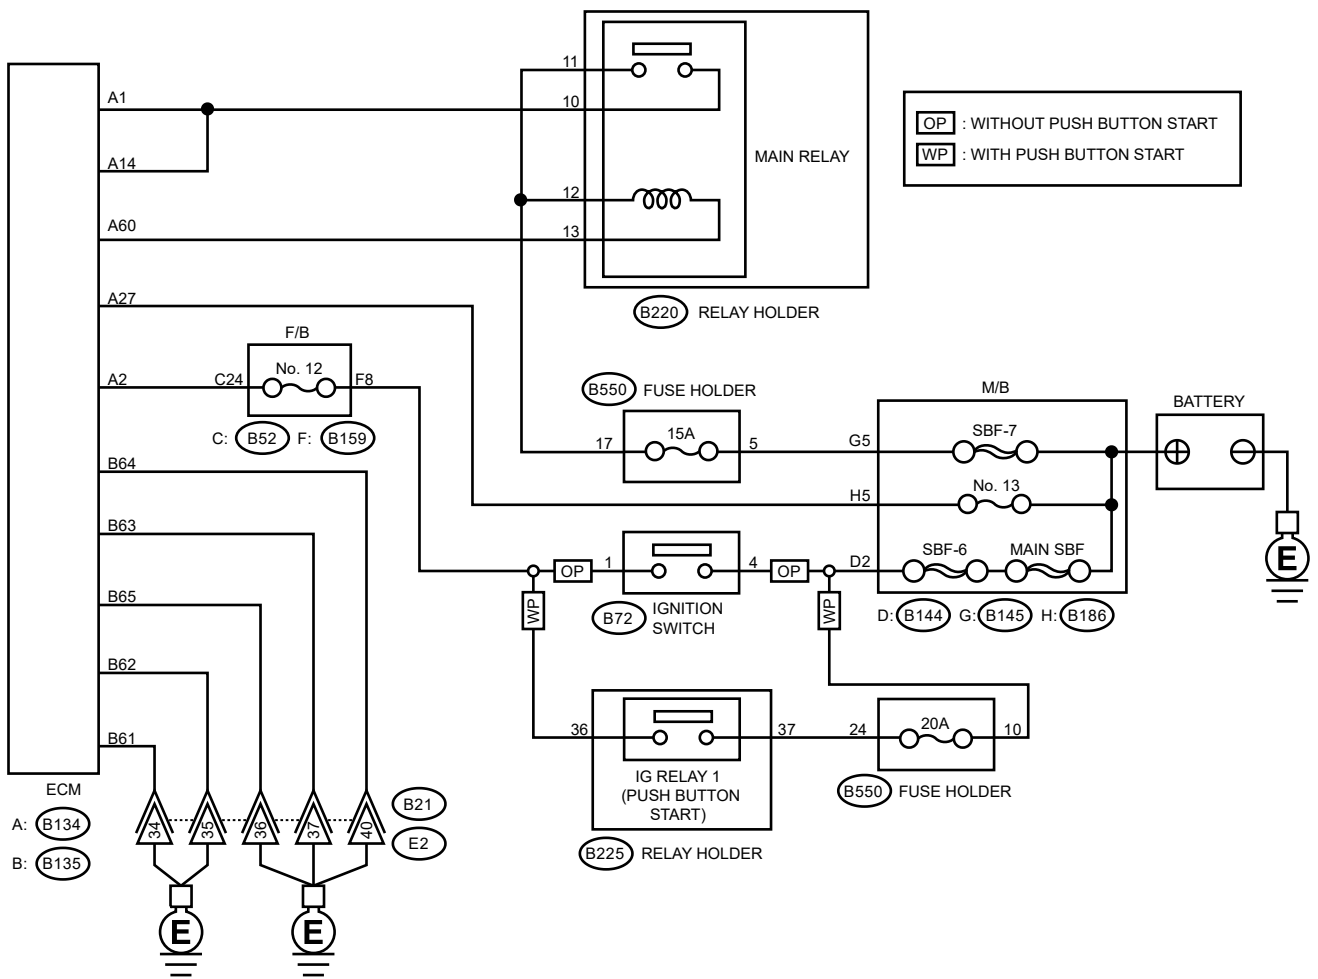 A1
11
10
A14
MAIN RELAY
OP : WITHOUT PUSH BUTTON START
WP : WITH PUSH BUTTON START
12
A60
13
A27
B220 RELAY HOLDER
F/B
No. 12
A2
C24
F8
C: B52 F: B159
B550 FUSE HOLDER
M/B
BATTERY
15A
17
5
G5
SBF-7
H5
No. 13
B64
B63
OP
1
4
OP
D2
SBF-6
MAIN SBF
E
WP
B72 IGNITION
SWITCH
WP
D: B144 G: B145 H: B186
B65
B62
B61
36
37
24
20A
10
IG RELAY 1
(PUSH BUTTON
START)
B550 FUSE HOLDER
B225 RELAY HOLDER
ECM
A: B134
B: B135
34
35
36
37
40
B21
E2
E
E